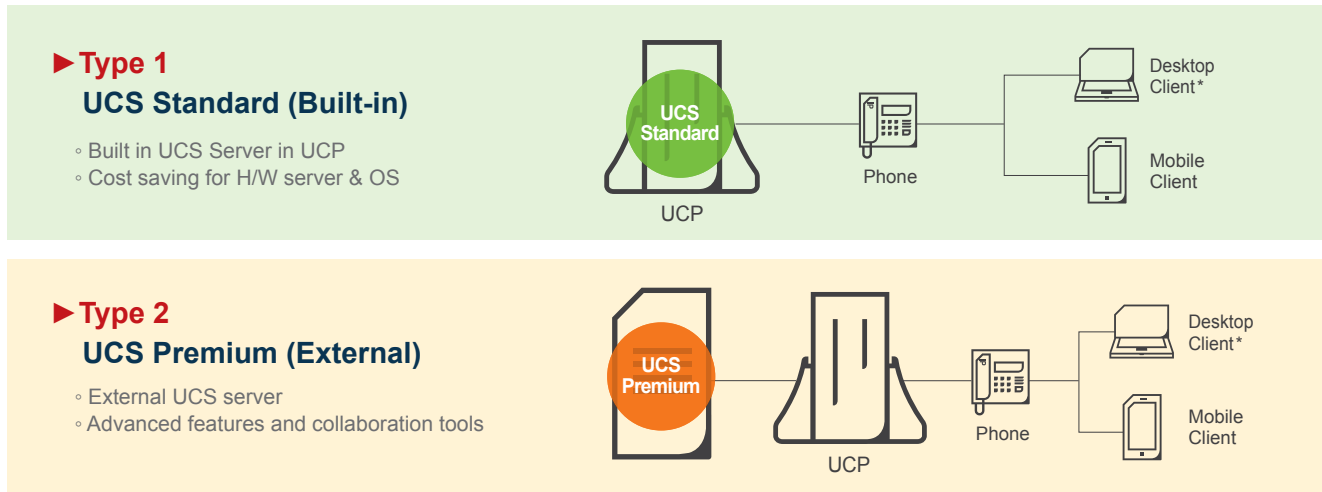 ►Type 1
UCS Standard (Built-in)
◦ Built in UCS Server in UCP
◦ Cost saving for H/W server & OS
UCS
Standard
UCP
Phone
Desktop
Client*
Mobile
Client
►Type 2
UCS Premium (External)
◦ External UCS server
◦ Advanced features and collaboration tools
UCS
Premium
UCP
Phone
Desktop
Client*
Mobile
Client